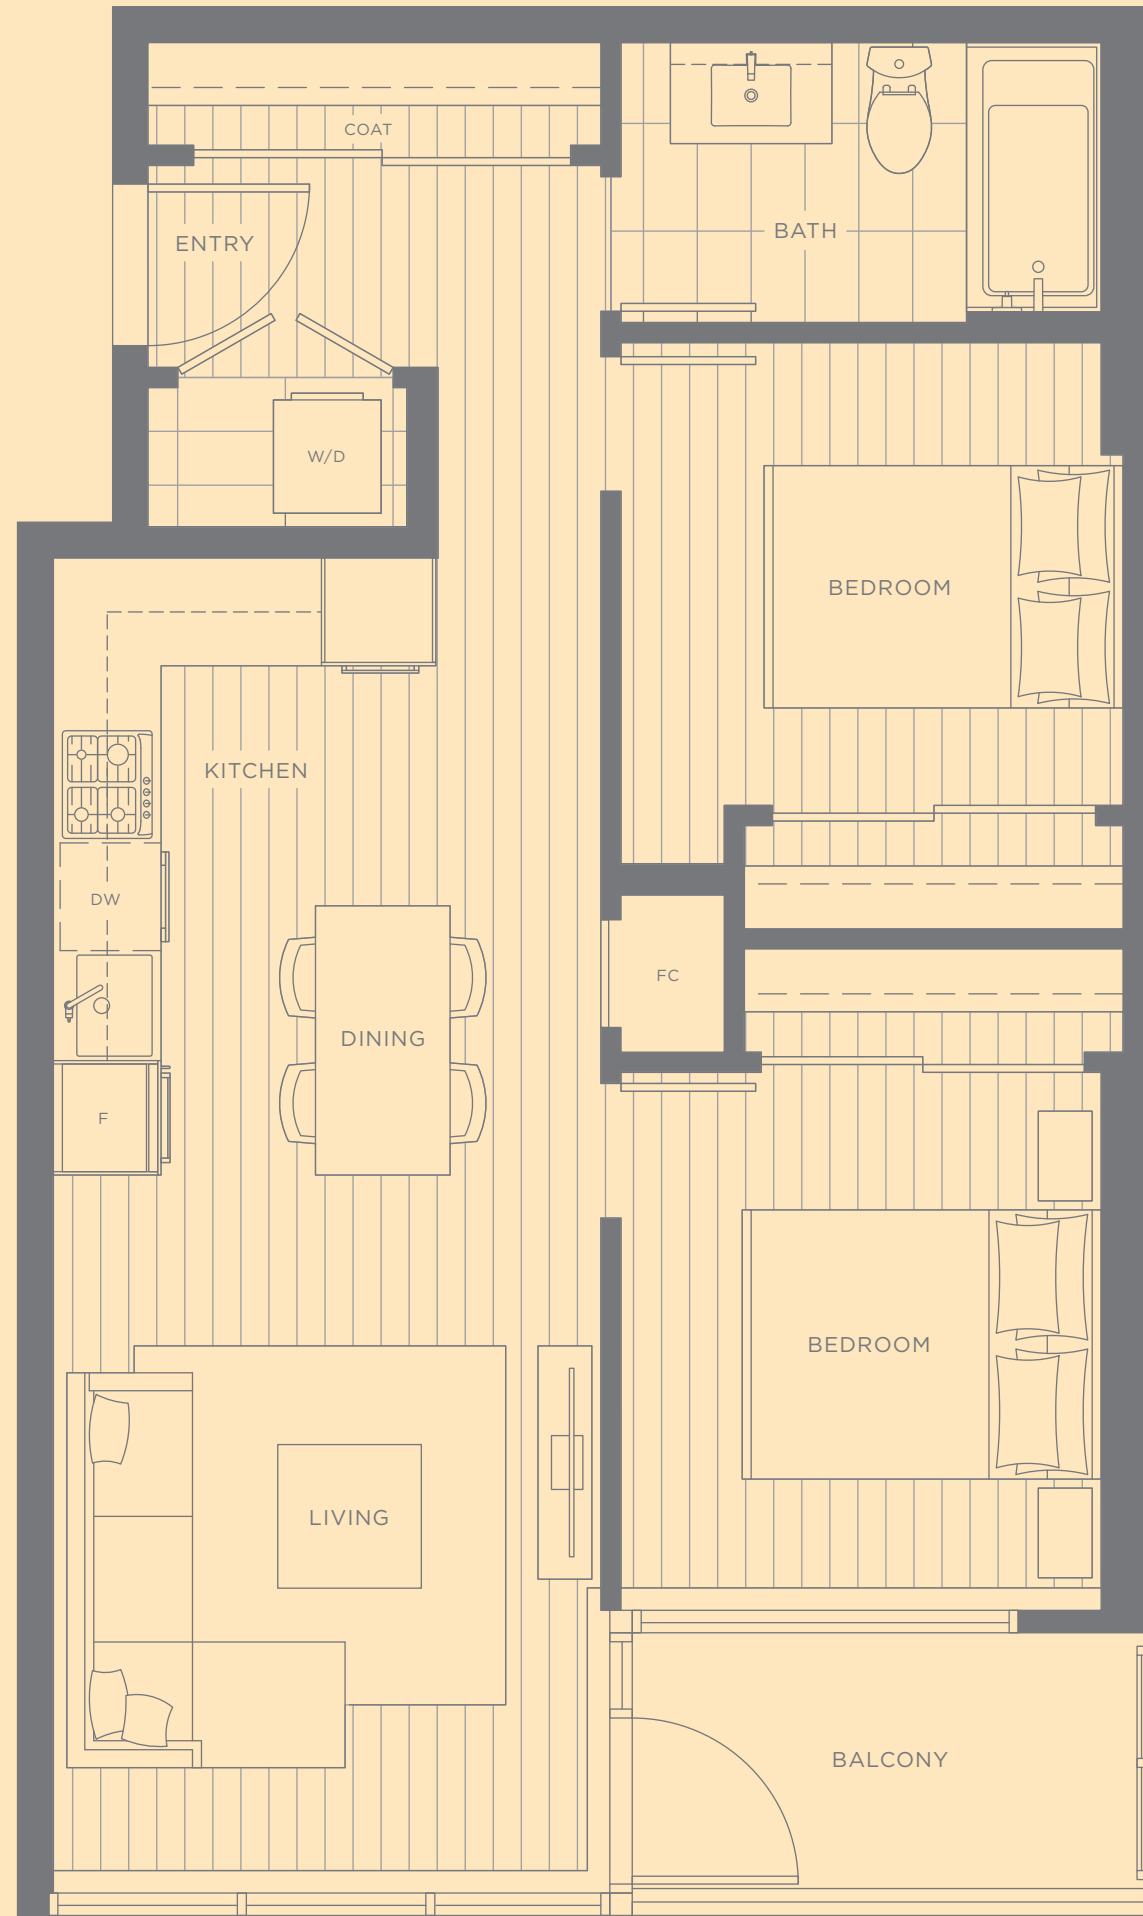 COAT
ENTRY
BATH
W/D
BEDROOM
KITCHEN
DW
FC
DINING
F
BEDROOM
LIVING
BALCONY